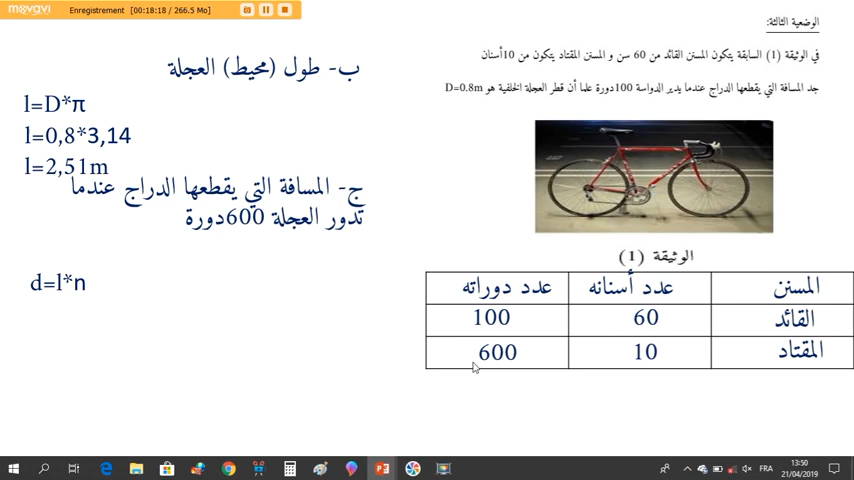 movavi
Enregistrement [00:18:18 / 266.5 Mo]
الوضعية الثالثة:
في الوثيقة (1) السابقة يتكون المسنن القائد من 60 سن و المسنن المقتاد يتكون من 10أسنان
جد المسافة التي يقطعها الدراج عندما يدير الدواسة 100دورة علما أن قطر العجلة الخلفية هو D=0.8m
الوثيقة (1)
المسنن عدد أسنانه عدد دوراته
القائد 60 100
المقتاد 10 600
ب- طول (محيط) العجلة
l=D*π
l=0,8*3,14
l=2,51m
ج- المسافة التي يقطعها الدراج عندما
تدور العجلة 600دورة
d=l*n
FRA
13:50
21/04/2019